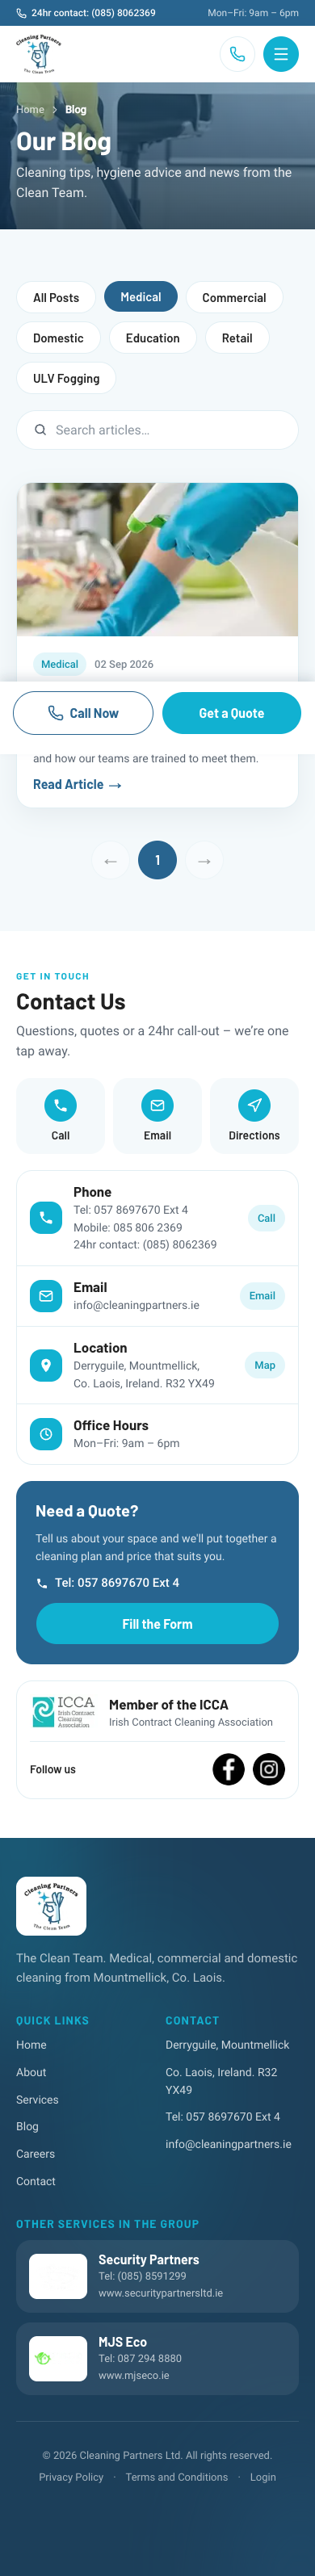 24hr contact: (085) 8062369
Mon–Fri: 9am – 6pm
Cleaning Partners
The Clean Team
Home > Blog
Our Blog
Cleaning tips, hygiene advice and news from the
Clean Team.
All Posts
Medical
Commercial
Domestic
Education
Retail
ULV Fogging
Search articles...
Medical
02 Sep 2026
Call Now
Get a Quote
and how our teams are trained to meet them.
Read Article →
← 1 →
GET IN TOUCH
Contact Us
Questions, quotes or a 24hr call-out – we're one
tap away.
Call
Email
Directions
Phone
Tel: 057 8697670 Ext 4
Mobile: 085 806 2369
24hr contact: (085) 8062369
Call
Email
info@cleaningpartners.ie
Email
Location
Derryguile, Mountmellick,
Co. Laois, Ireland. R32 YX49
Map
Office Hours
Mon–Fri: 9am – 6pm
Need a Quote?
Tell us about your space and we'll put together a
cleaning plan and price that suits you.
Tel: 057 8697670 Ext 4
Fill the Form
ICCA
Irish Contract
Cleaning
Association
Member of the ICCA
Irish Contract Cleaning Association
Follow us
Cleaning Partners
The Clean Team
The Clean Team. Medical, commercial and domestic
cleaning from Mountmellick, Co. Laois.
QUICK LINKS
Home
About
Services
Blog
Careers
Contact
CONTACT
Derryguile, Mountmellick
Co. Laois, Ireland. R32
YX49
Tel: 057 8697670 Ext 4
info@cleaningpartners.ie
OTHER SERVICES IN THE GROUP
Security Partners
Tel: (085) 8591299
www.securitypartnersltd.ie
MJS Eco
Tel: 087 294 8880
www.mjseco.ie
© 2026 Cleaning Partners Ltd. All rights reserved.
Privacy Policy · Terms and Conditions · Login